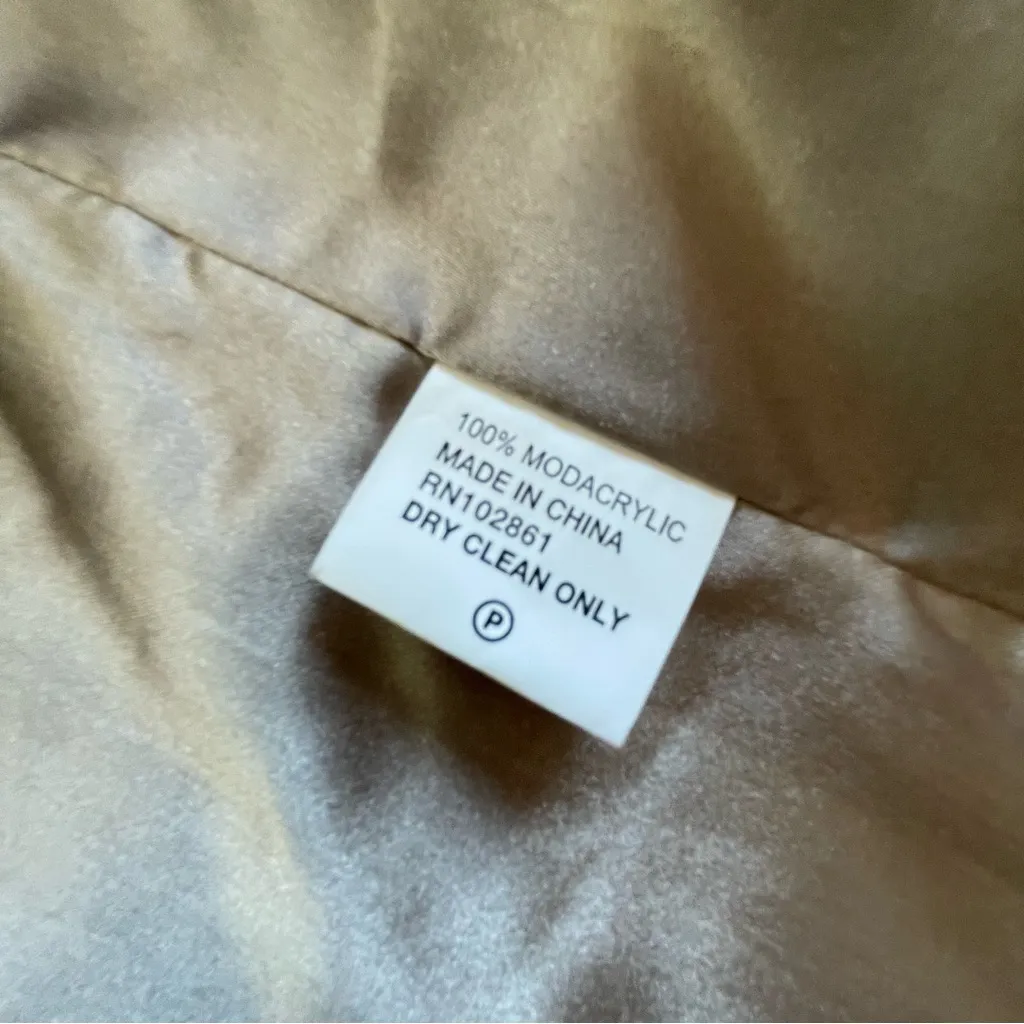 100% MODACRYLIC
MADE IN CHINA
RN102861
DRY CLEAN ONLY
P